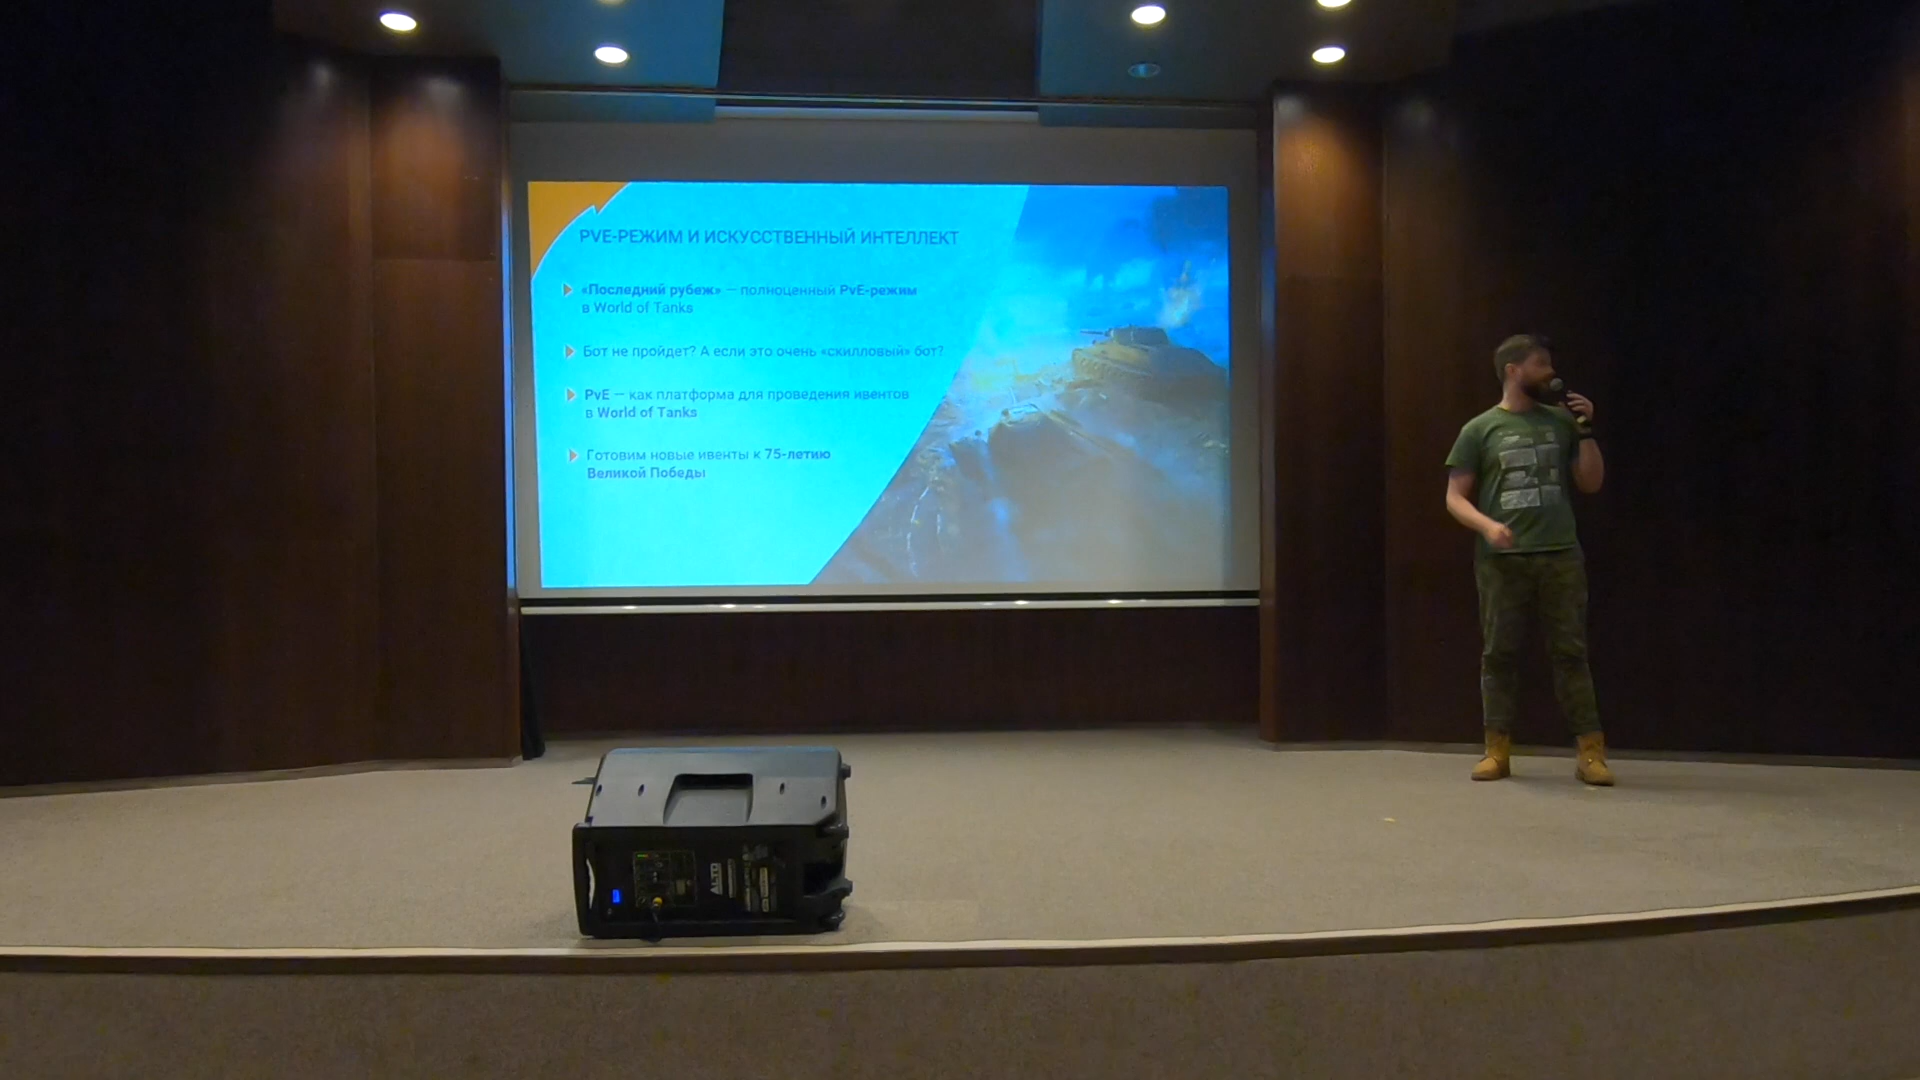 PVE-РЕЖИМ И ИСКУССТВЕННЫЙ ИНТЕЛЛЕКТ
«Последний рубеж» — полноценный PvE-режим
в World of Tanks
Бот не пройдет? А если это очень «скилловый» бот?
PvE — как платформа для проведения ивентов
в World of Tanks
Готовим новые ивенты к 75-летию
Великой Победы
ALTO